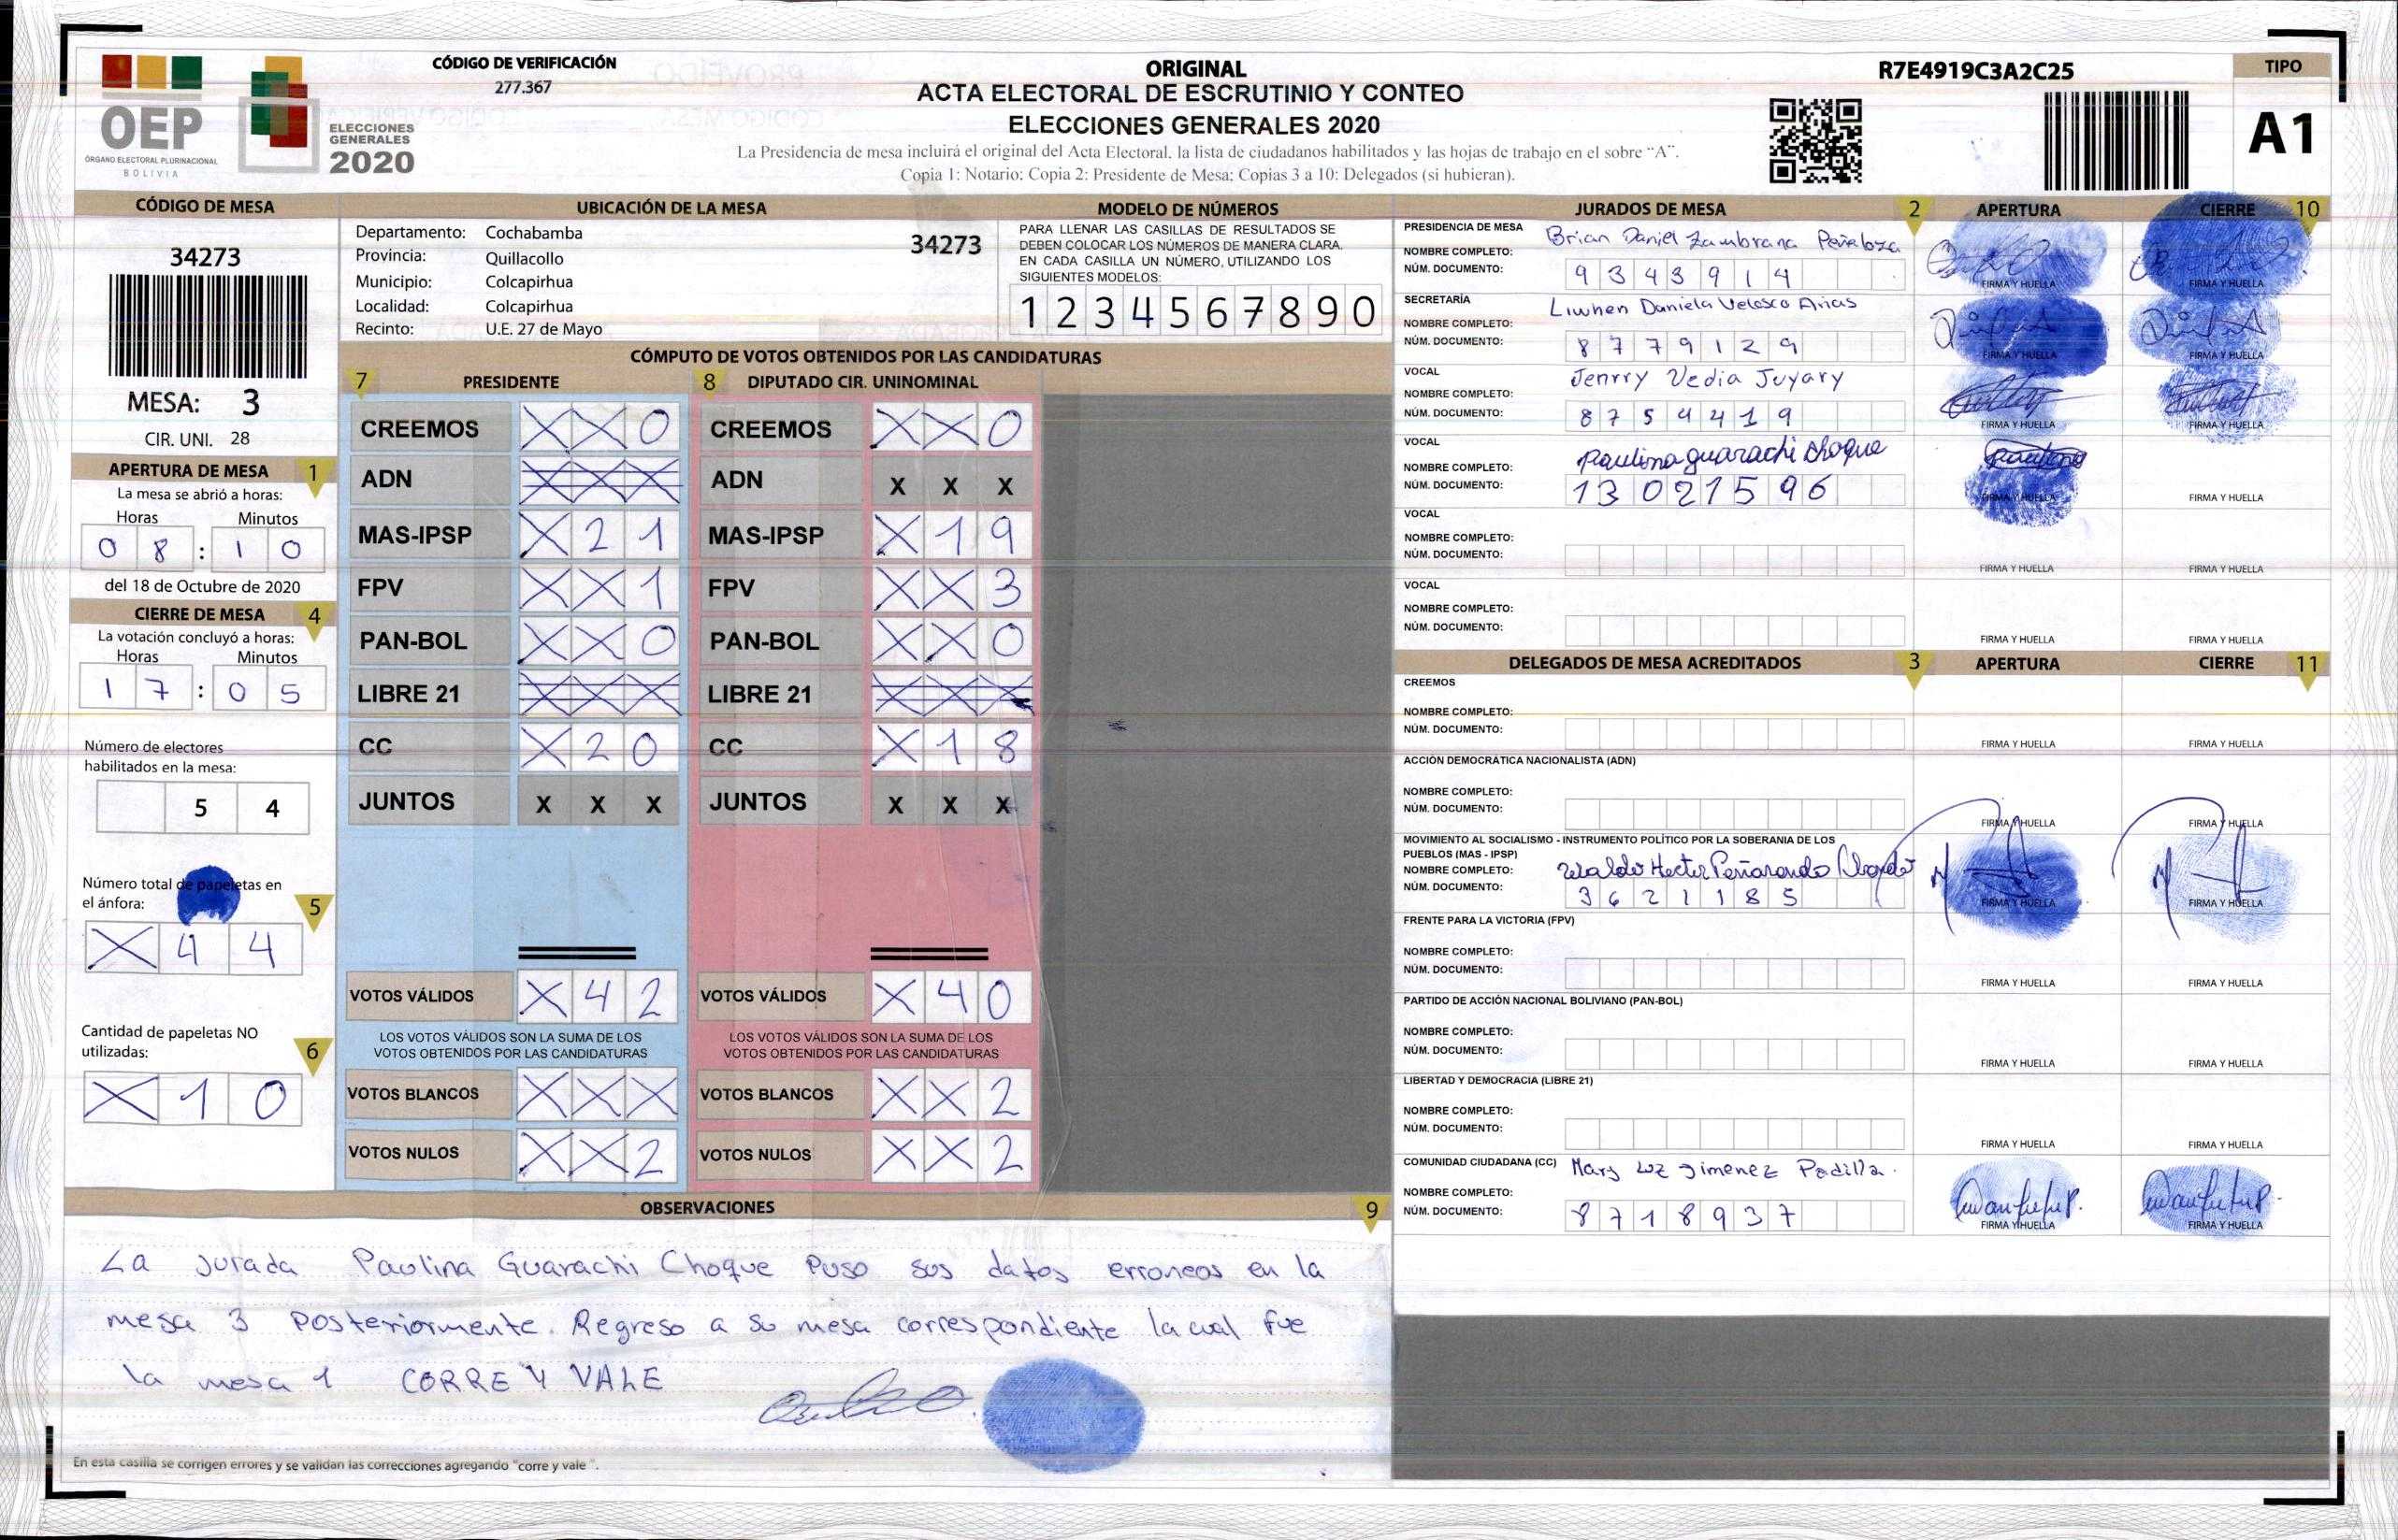 OEP
ÓRGANO ELECTORAL PLURINACIONAL
BOLIVIA
ELECCIONES
GENERALES
2020
CÓDIGO DE VERIFICACIÓN
277.367
ORIGINAL
ACTA ELECTORAL DE ESCRUTINIO Y CONTEO
ELECCIONES GENERALES 2020
La Presidencia de mesa incluirá el original del Acta Electoral, la lista de ciudadanos habilitados y las hojas de trabajo en el sobre "A".
Copia 1: Notario; Copia 2: Presidente de Mesa; Copias 3 a 10: Delegados (si hubieran).
R7E4919C3A2C25
TIPO
A1
CÓDIGO DE MESA
34273
MESA: 3
CIR. UNI. 28
APERTURA DE MESA 1
La mesa se abrió a horas:
Horas Minutos
0 8 : 1 0
del 18 de Octubre de 2020
CIERRE DE MESA 4
La votación concluyó a horas:
Horas Minutos
1 7 : 0 5
Número de electores
habilitados en la mesa:
5 4
Número total de papeletas en
el ánfora: 5
X 4 4
Cantidad de papeletas NO
utilizadas: 6
X 1 0
UBICACIÓN DE LA MESA
Departamento: Cochabamba
Provincia: Quillacollo
Municipio: Colcapirhua
Localidad: Colcapirhua
Recinto: U.E. 27 de Mayo
34273
MODELO DE NÚMEROS
PARA LLENAR LAS CASILLAS DE RESULTADOS SE
DEBEN COLOCAR LOS NÚMEROS DE MANERA CLARA.
EN CADA CASILLA UN NÚMERO, UTILIZANDO LOS
SIGUIENTES MODELOS:
1 2 3 4 5 6 7 8 9 0
CÓMPUTO DE VOTOS OBTENIDOS POR LAS CANDIDATURAS
7 PRESIDENTE
CREEMOS X X 0
ADN X X X
MAS-IPSP X 2 1
FPV X X 1
PAN-BOL X X 0
LIBRE 21 X X X
CC X 2 0
JUNTOS X X X
VOTOS VÁLIDOS X 4 2
LOS VOTOS VÁLIDOS SON LA SUMA DE LOS
VOTOS OBTENIDOS POR LAS CANDIDATURAS
VOTOS BLANCOS X X X
VOTOS NULOS X X 2
8 DIPUTADO CIR. UNINOMINAL
CREEMOS X X 0
ADN X X X
MAS-IPSP X 1 9
FPV X X 3
PAN-BOL X X 0
LIBRE 21 X X X
CC X 1 8
JUNTOS X X X
VOTOS VÁLIDOS X 4 0
LOS VOTOS VÁLIDOS SON LA SUMA DE LOS
VOTOS OBTENIDOS POR LAS CANDIDATURAS
VOTOS BLANCOS X X 2
VOTOS NULOS X X 2
OBSERVACIONES 9
La Jurada Paulina Guarachi Choque Puso sus datos erroneos en la
mesa 3 Posteriormente. Regreso a su mesa correspondiente la cual fue
la mesa 1 CORRE Y VALE
En esta casilla se corrigen errores y se validan las correcciones agregando "corre y vale".
JURADOS DE MESA 2 APERTURA CIERRE 10
PRESIDENCIA DE MESA
NOMBRE COMPLETO: Brian Daniel Zambrana Peñaloza
NÚM. DOCUMENTO: 9 3 4 3 9 1 4
FIRMA Y HUELLA FIRMA Y HUELLA
SECRETARÍA
NOMBRE COMPLETO: Liwhen Daniela Velasco Arias
NÚM. DOCUMENTO: 8 7 7 9 1 2 9
FIRMA Y HUELLA FIRMA Y HUELLA
VOCAL
NOMBRE COMPLETO: Jenrry Vedia Juyary
NÚM. DOCUMENTO: 8 7 5 4 4 1 9
FIRMA Y HUELLA FIRMA Y HUELLA
VOCAL
NOMBRE COMPLETO: Paulina guarachi choque
NÚM. DOCUMENTO: 1 3 0 2 1 5 9 6
FIRMA Y HUELLA FIRMA Y HUELLA
VOCAL
NOMBRE COMPLETO:
NÚM. DOCUMENTO:
FIRMA Y HUELLA FIRMA Y HUELLA
VOCAL
NOMBRE COMPLETO:
NÚM. DOCUMENTO:
FIRMA Y HUELLA FIRMA Y HUELLA
DELEGADOS DE MESA ACREDITADOS 3 APERTURA CIERRE 11
CREEMOS
NOMBRE COMPLETO:
NÚM. DOCUMENTO:
FIRMA Y HUELLA FIRMA Y HUELLA
ACCIÓN DEMOCRÁTICA NACIONALISTA (ADN)
NOMBRE COMPLETO:
NÚM. DOCUMENTO:
FIRMA Y HUELLA FIRMA Y HUELLA
MOVIMIENTO AL SOCIALISMO - INSTRUMENTO POLÍTICO POR LA SOBERANIA DE LOS
PUEBLOS (MAS - IPSP)
NOMBRE COMPLETO: Waldo Hector Peñaranda
NÚM. DOCUMENTO: 3 6 2 1 1 8 5
FIRMA Y HUELLA FIRMA Y HUELLA
FRENTE PARA LA VICTORIA (FPV)
NOMBRE COMPLETO:
NÚM. DOCUMENTO:
FIRMA Y HUELLA FIRMA Y HUELLA
PARTIDO DE ACCIÓN NACIONAL BOLIVIANO (PAN-BOL)
NOMBRE COMPLETO:
NÚM. DOCUMENTO:
FIRMA Y HUELLA FIRMA Y HUELLA
LIBERTAD Y DEMOCRACIA (LIBRE 21)
NOMBRE COMPLETO:
NÚM. DOCUMENTO:
FIRMA Y HUELLA FIRMA Y HUELLA
COMUNIDAD CIUDADANA (CC) Mary Luz Jimenez Padilla.
NOMBRE COMPLETO:
NÚM. DOCUMENTO: 8 7 1 8 9 3 7
FIRMA Y HUELLA FIRMA Y HUELLA